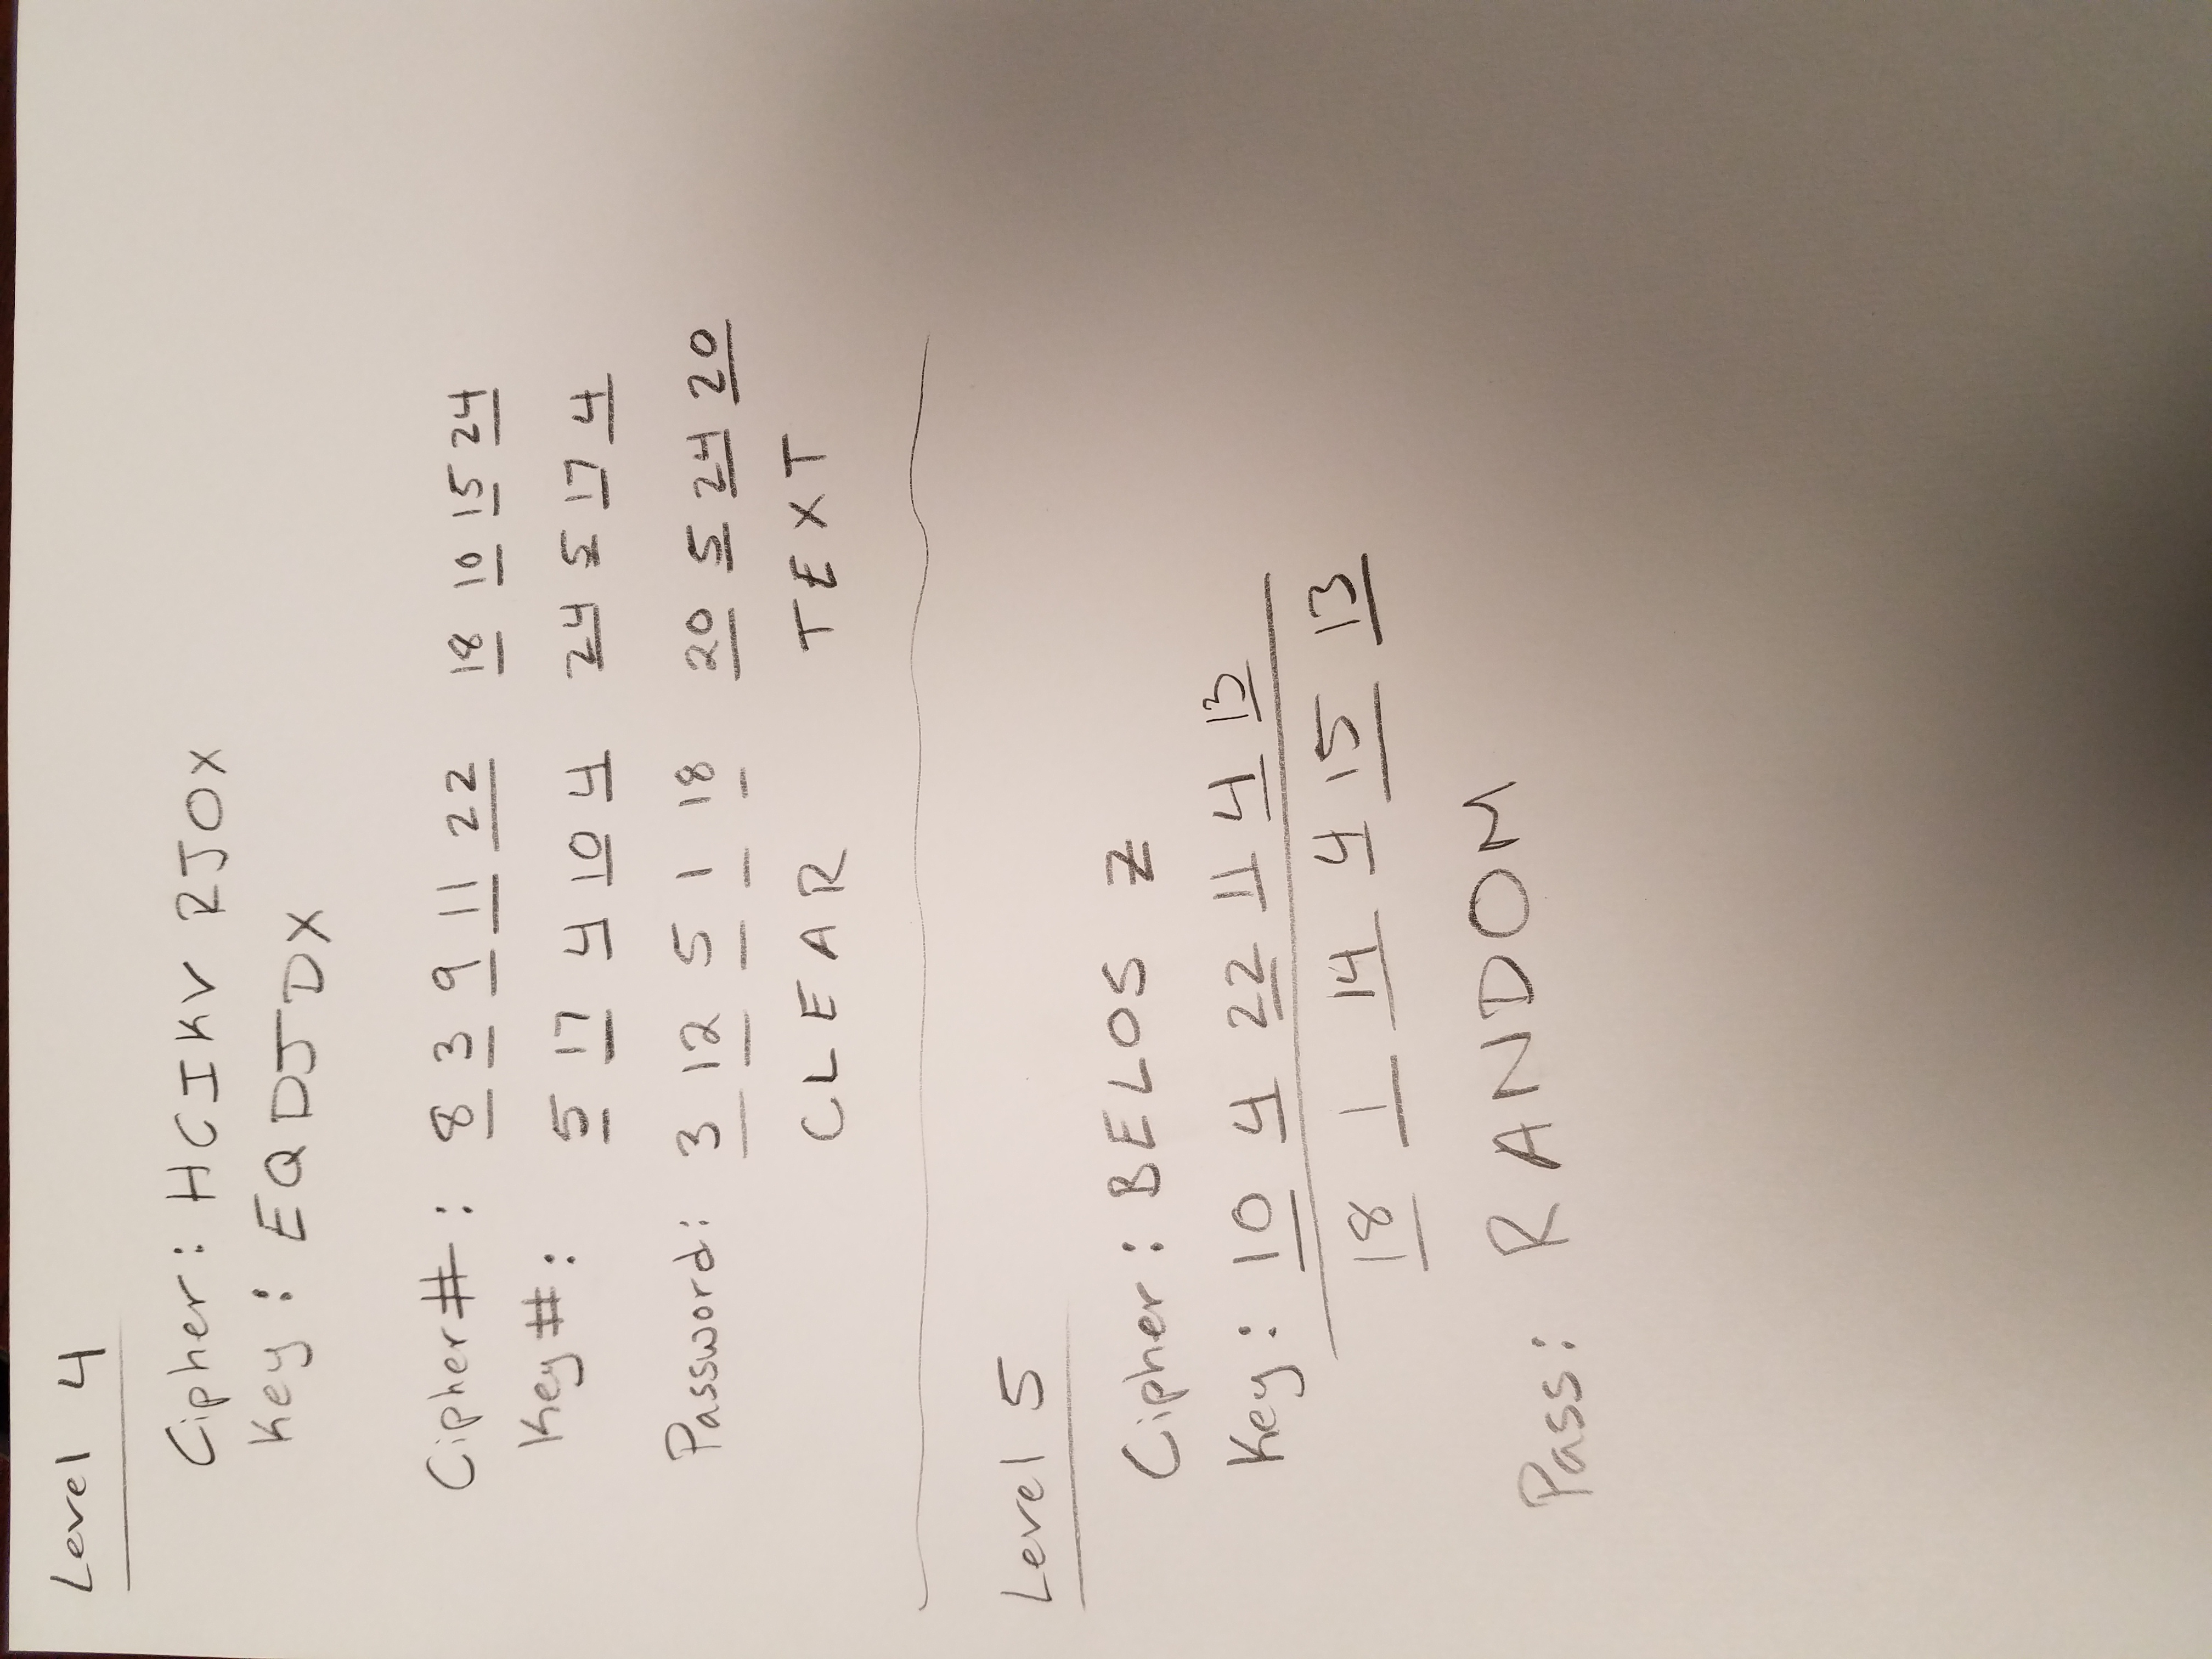 Level 4
Cipher: HCIKV RJOX
Key: EQDJDX
Cipher#: 8 3 9 11 22 18 10 15 24
Key#: 5 17 4 10 4 24 5 17 4
Password: 3 12 5 1 18 20 5 24 20
CLEAR TEXT
Level 5
Cipher: BELOS Z
Key: 10 4 22 11 4 13
18 1 14 4 15 13
Pass: RANDOM